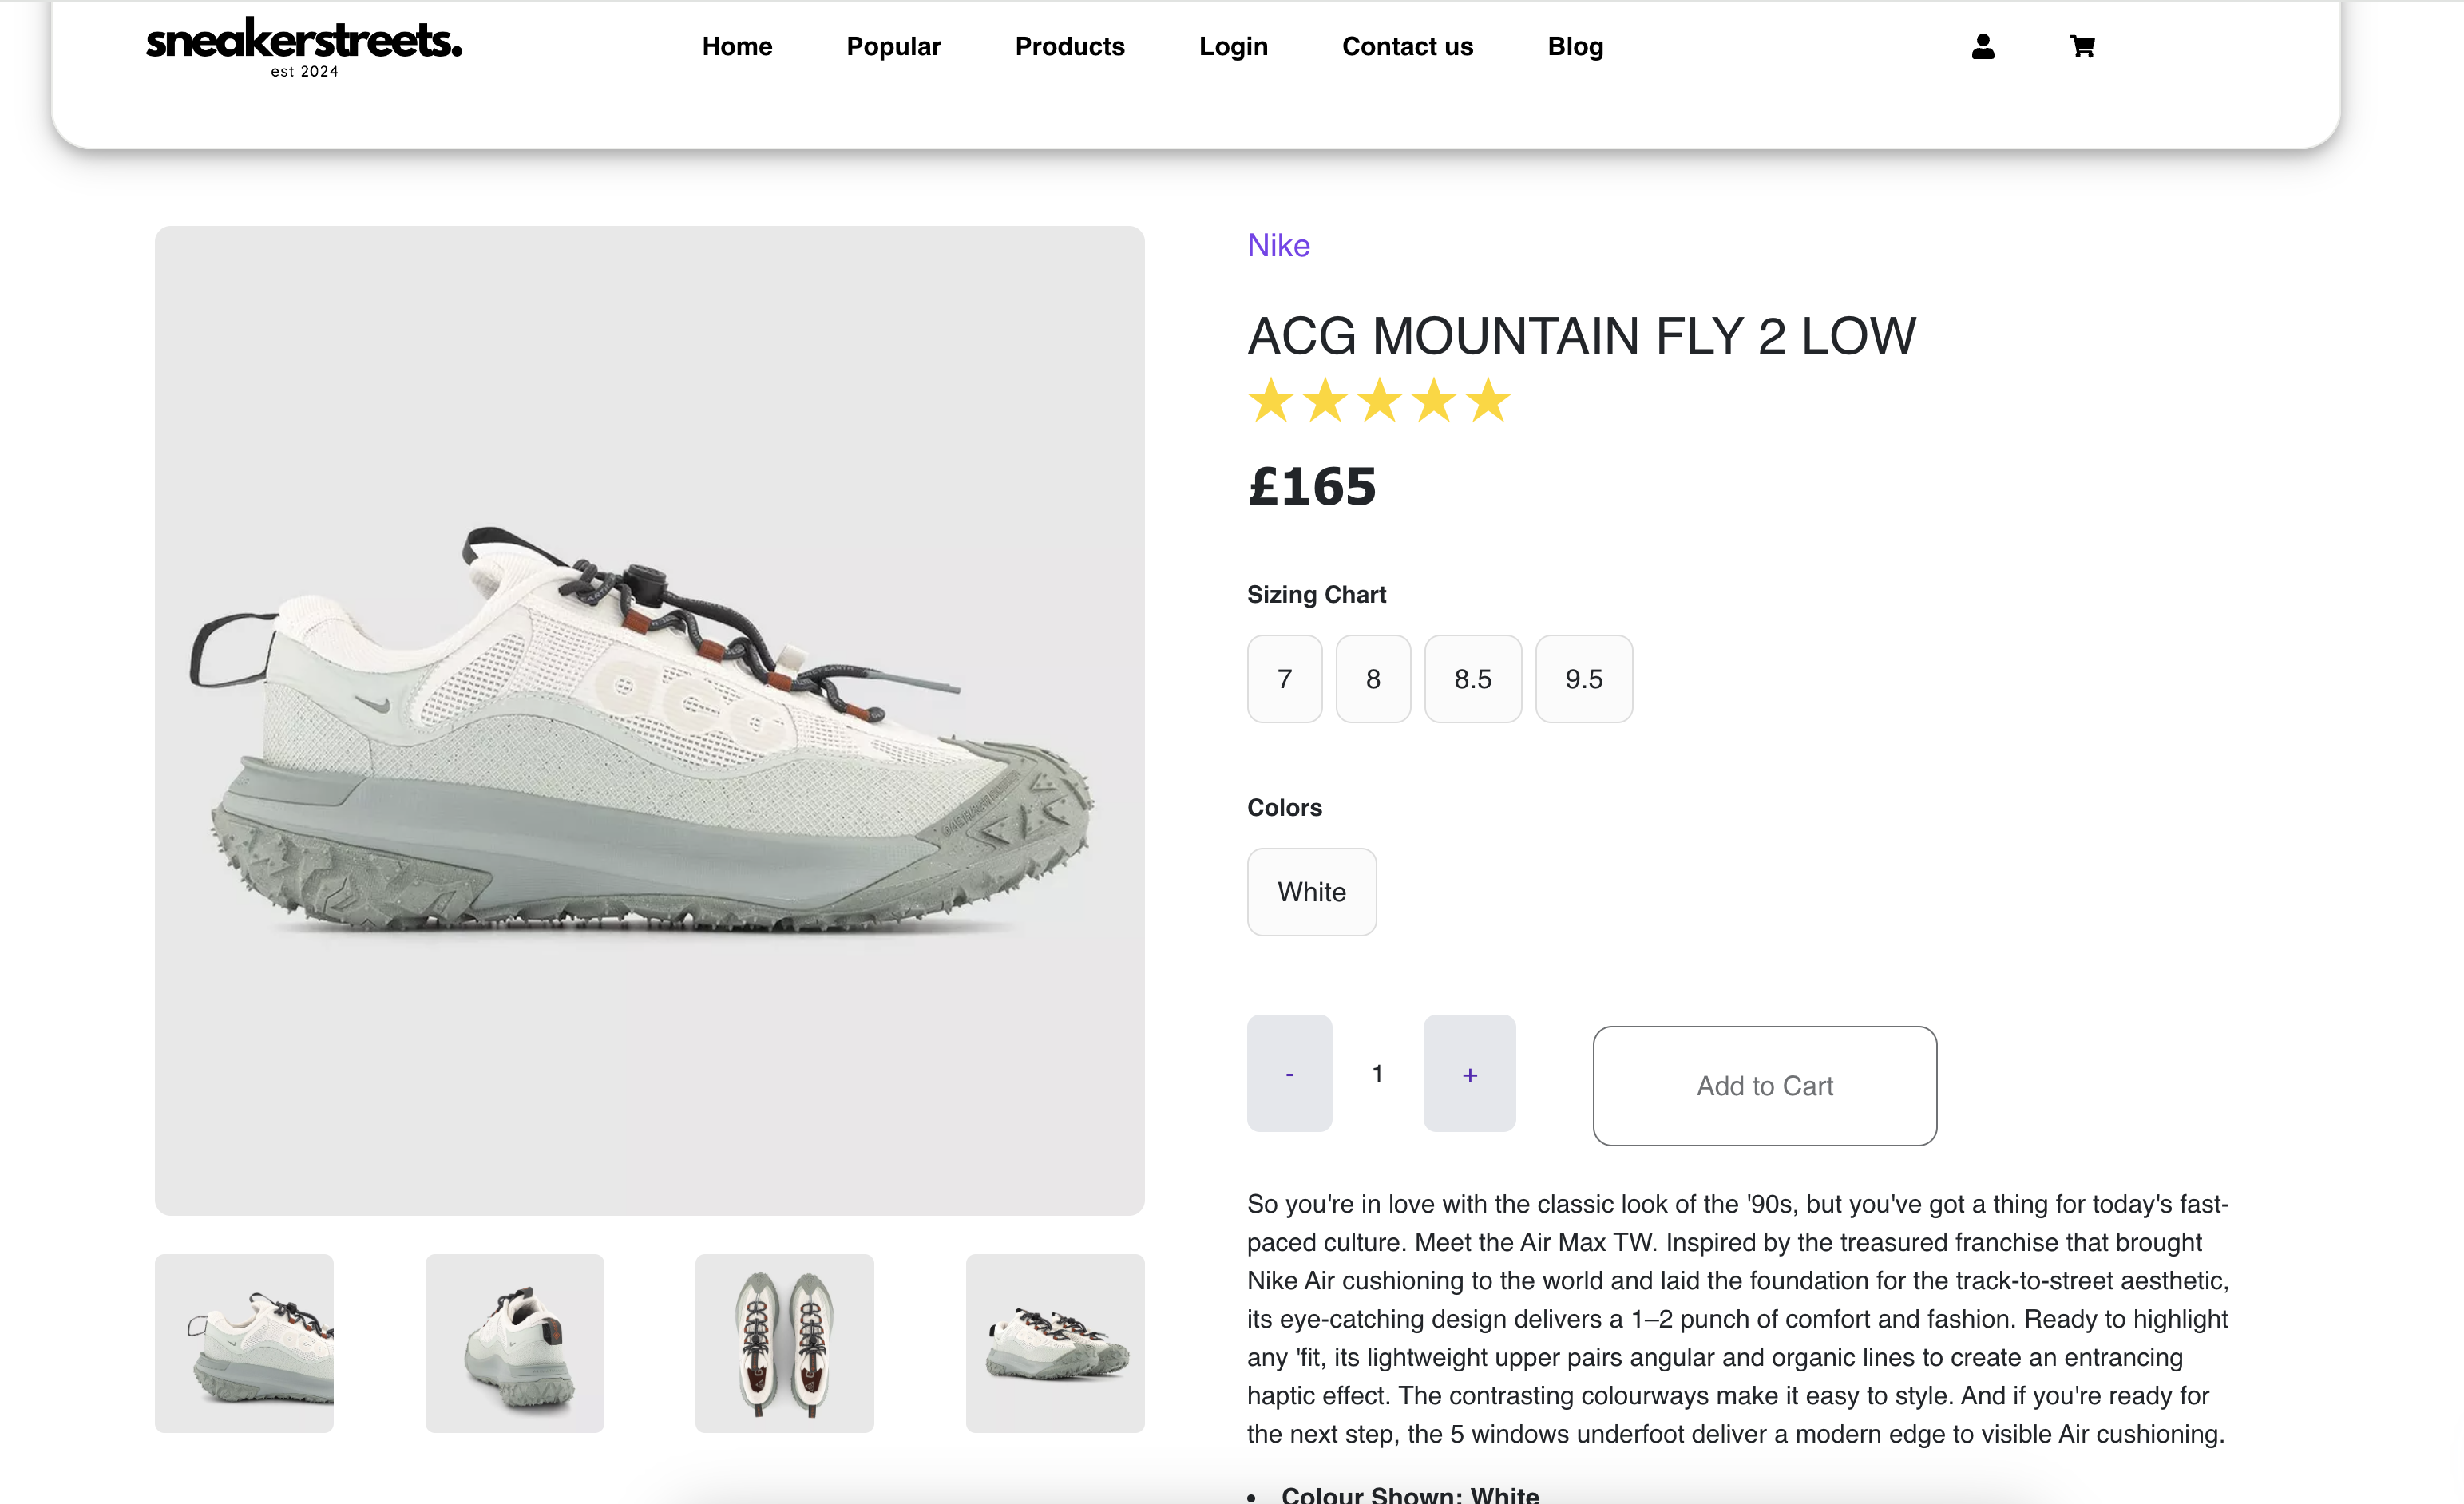 sneakerstreets.
est 2024
Home Popular Products Login Contact us Blog
Nike
ACG MOUNTAIN FLY 2 LOW
£165
Sizing Chart
7 8 8.5 9.5
Colors
White
- 1 + Add to Cart
acg
So you're in love with the classic look of the '90s, but you've got a thing for today's fast-
paced culture. Meet the Air Max TW. Inspired by the treasured franchise that brought
Nike Air cushioning to the world and laid the foundation for the track-to-street aesthetic,
its eye-catching design delivers a 1–2 punch of comfort and fashion. Ready to highlight
any 'fit, its lightweight upper pairs angular and organic lines to create an entrancing
haptic effect. The contrasting colourways make it easy to style. And if you're ready for
the next step, the 5 windows underfoot deliver a modern edge to visible Air cushioning.
• Colour Shown: White